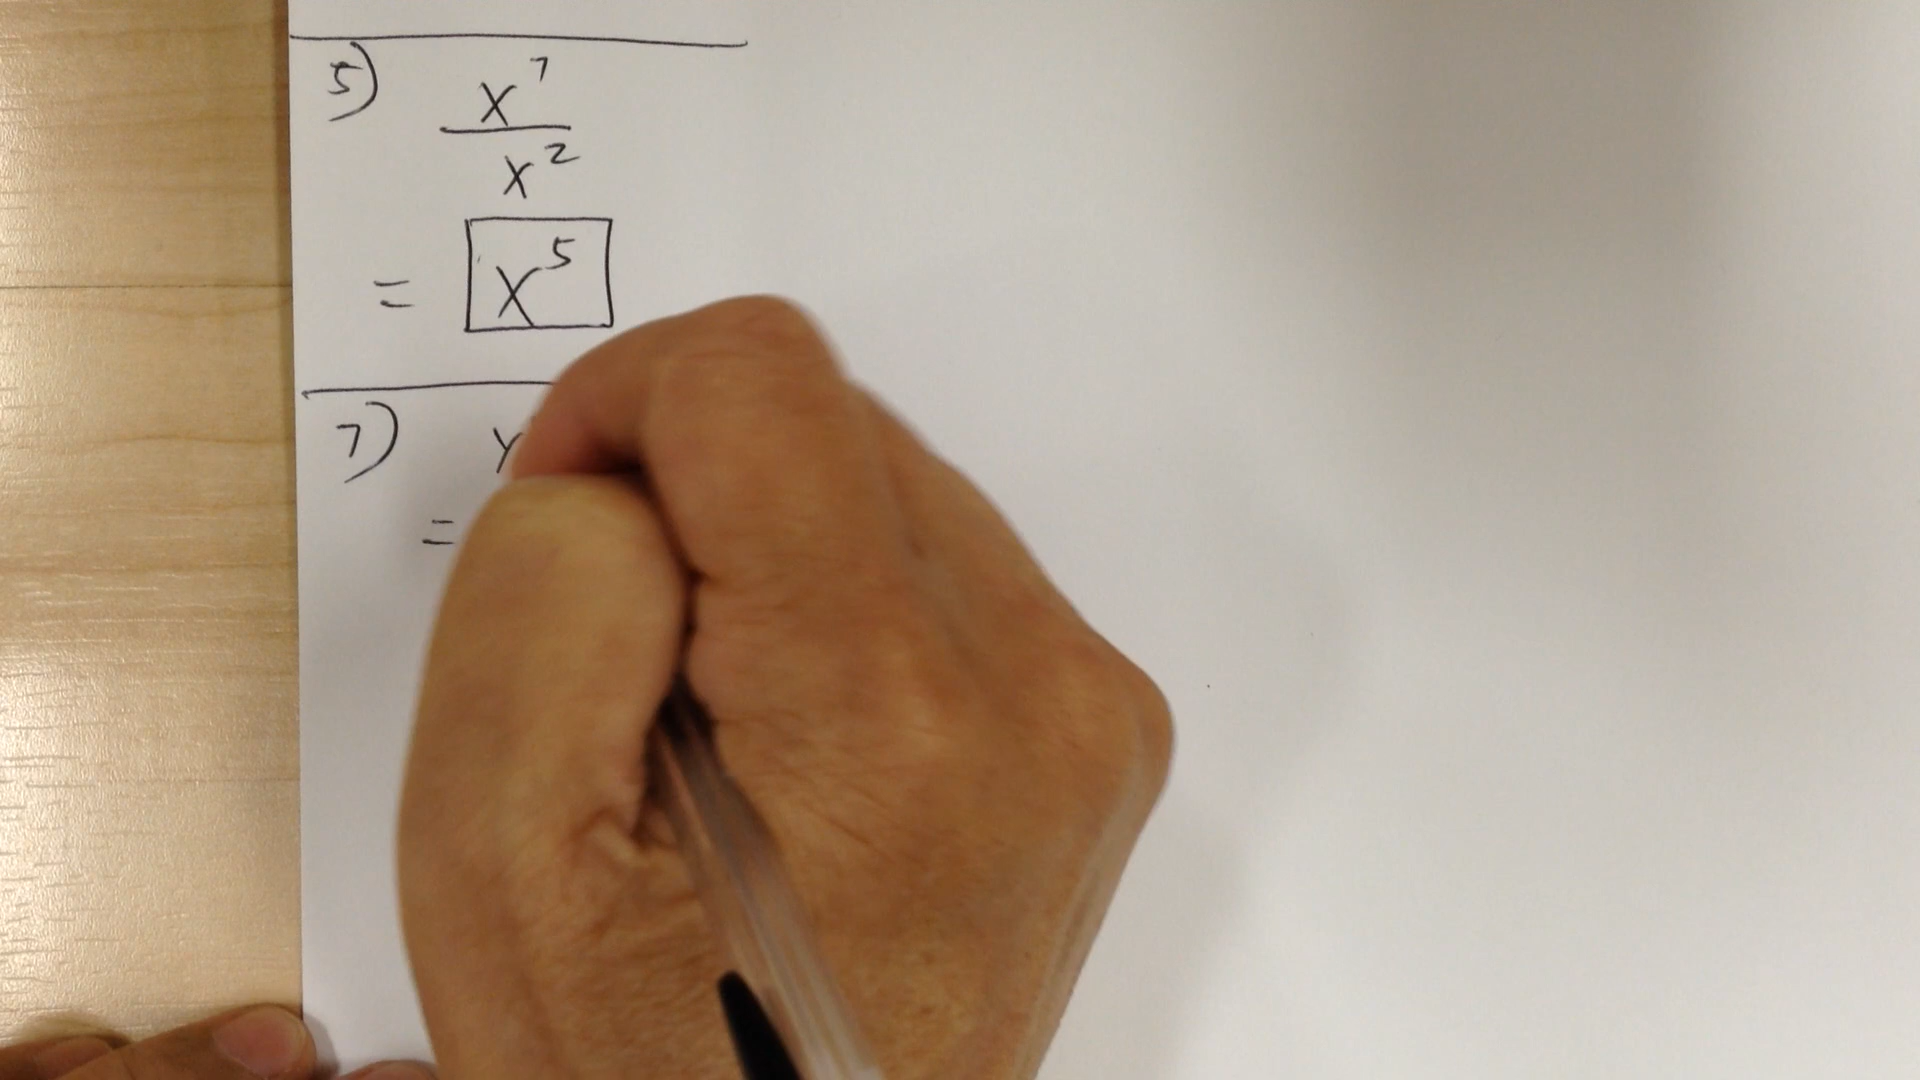 5) x^7
x^2
= x^5
7) y
=